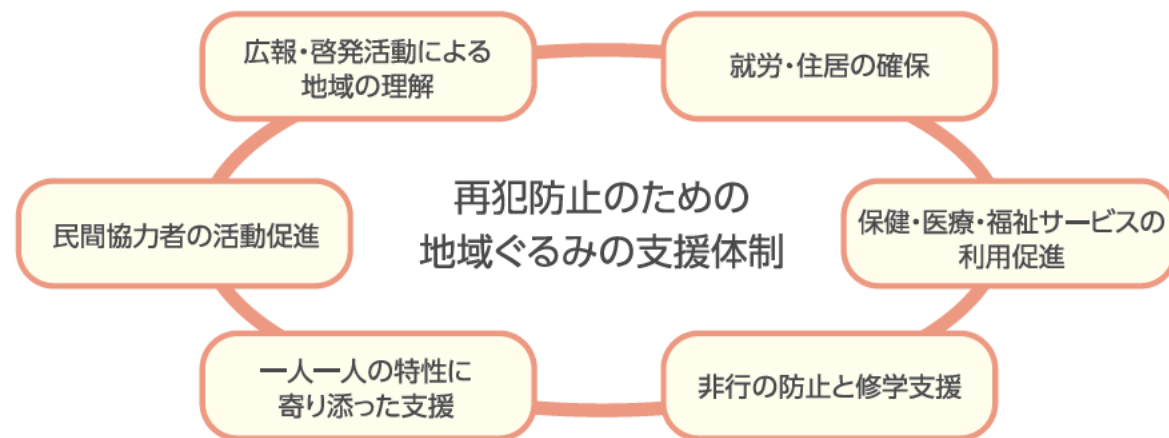 広報・啓発活動による
地域の理解
就労・住居の確保
再犯防止のための
地域ぐるみの支援体制
民間協力者の活動促進
保健・医療・福祉サービスの
利用促進
一人一人の特性に
寄り添った支援
非行の防止と修学支援